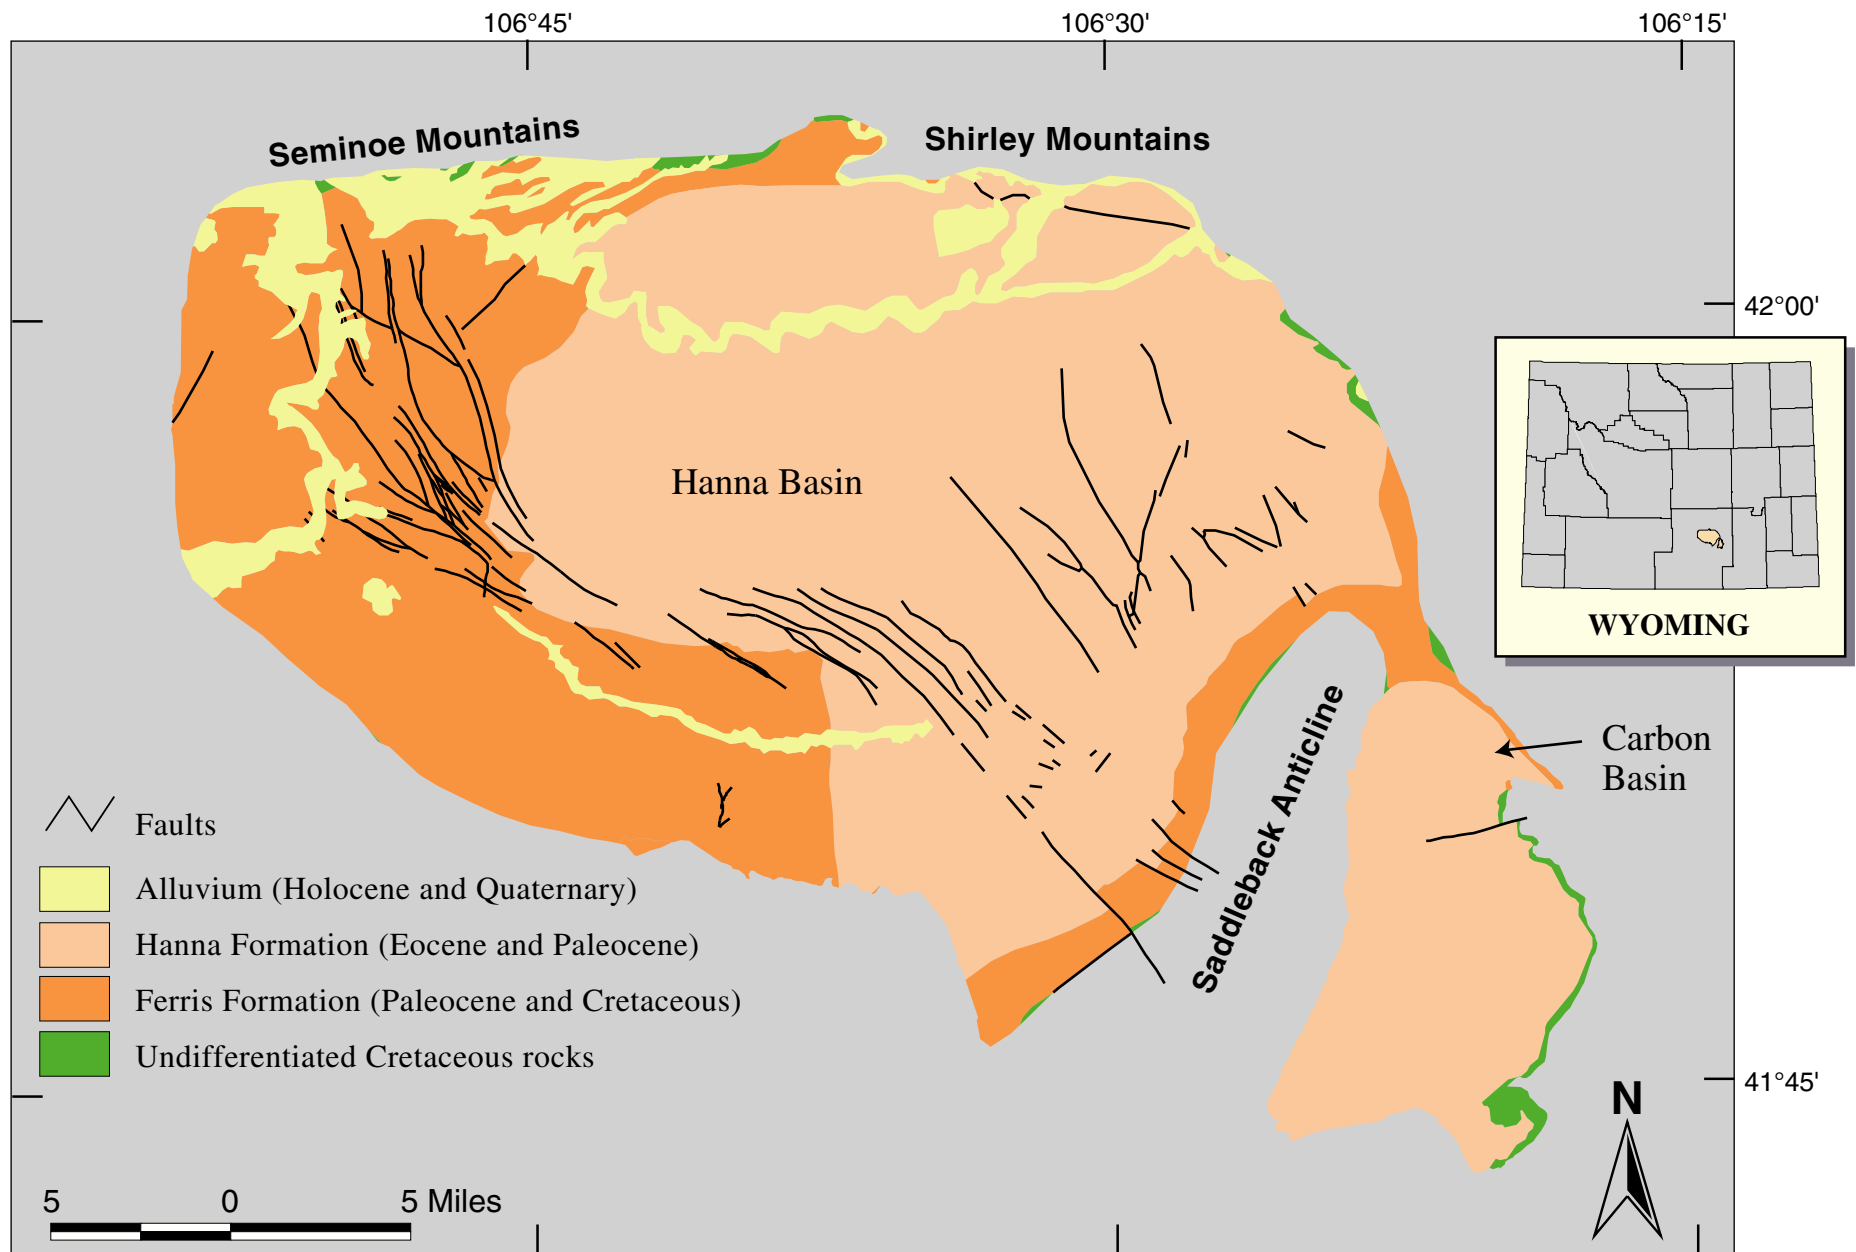 106°45'
106°30'
106°15'
Seminoe Mountains
Shirley Mountains
42°00'
Hanna Basin
WYOMING
Saddleback Anticline
Carbon
Basin
Faults
Alluvium (Holocene and Quaternary)
Hanna Formation (Eocene and Paleocene)
Ferris Formation (Paleocene and Cretaceous)
Undifferentiated Cretaceous rocks
41°45'
N
5 0 5 Miles